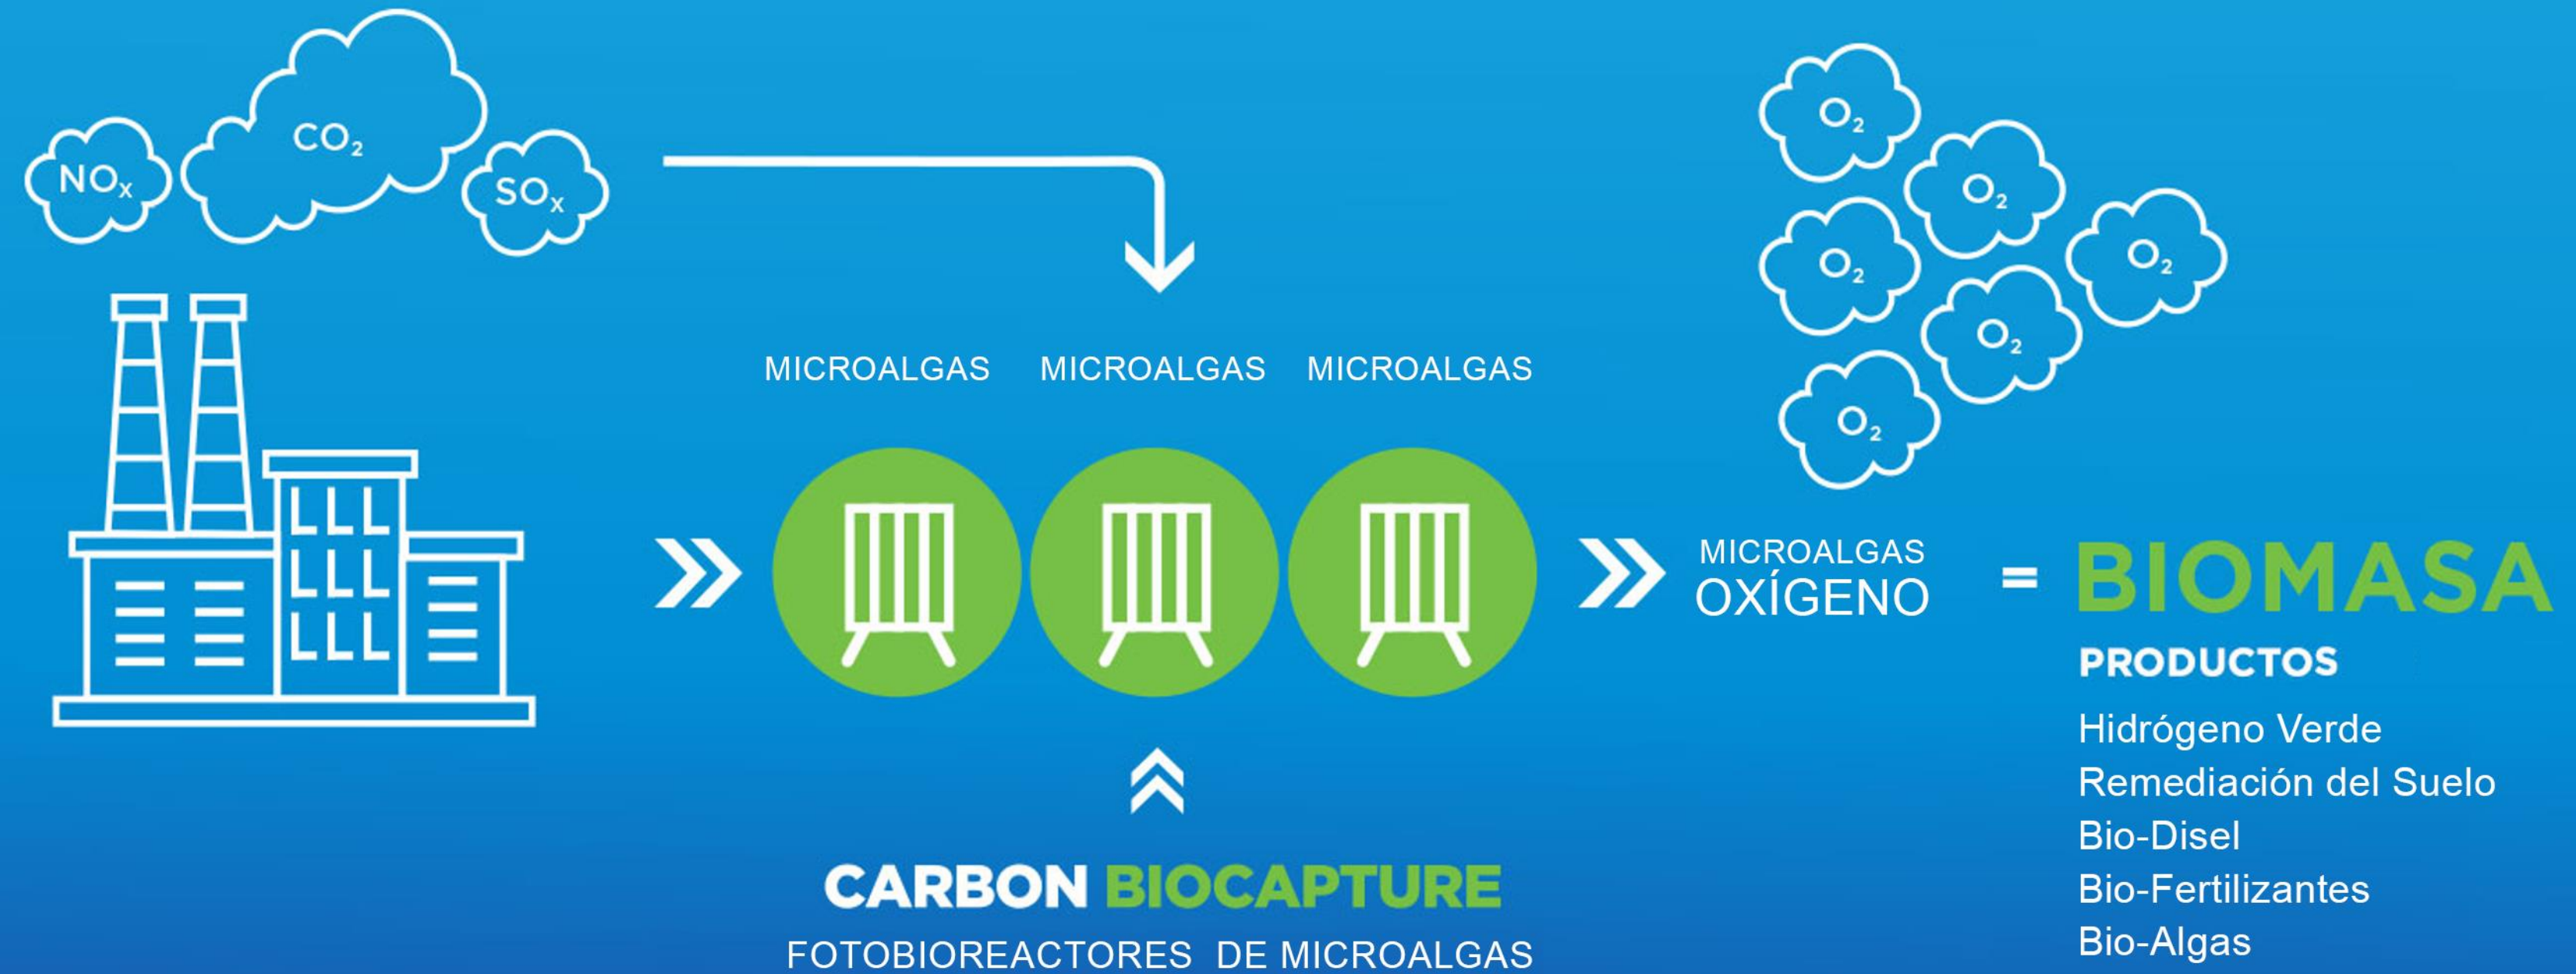 NOₓ
CO₂
SOₓ
O₂
O₂
O₂
O₂
O₂
O₂
MICROALGAS MICROALGAS MICROALGAS
MICROALGAS
OXÍGENO
= BIOMASA
PRODUCTOS
Hidrógeno Verde
Remediación del Suelo
Bio-Disel
Bio-Fertilizantes
Bio-Algas
CARBON BIOCAPTURE
FOTOBIOREACTORES DE MICROALGAS